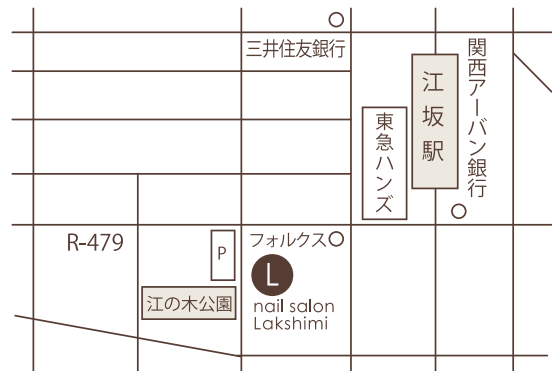 三井住友銀行
関西アーバン銀行
江坂駅
東急ハンズ
R-479
P
フォルクス
L
江の木公園
nail salon
Lakshimi